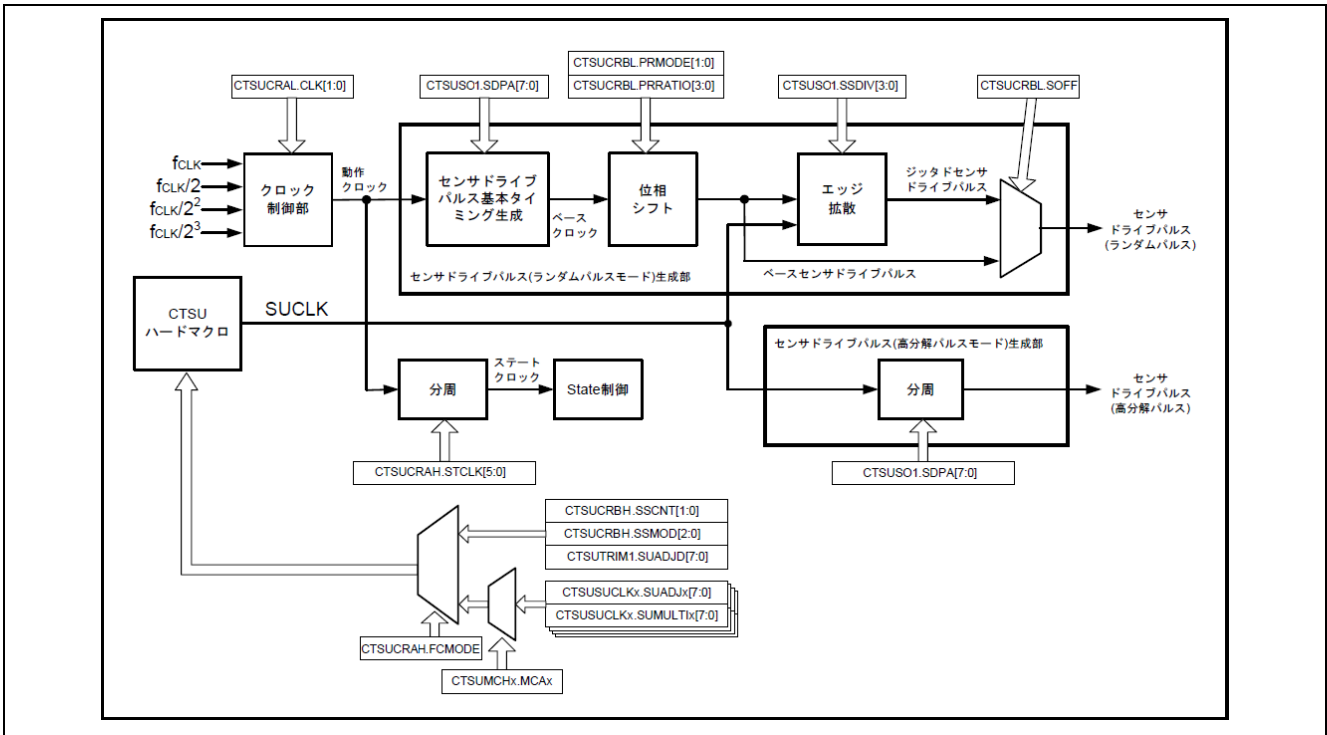 CTSUCRBL.PRMODE[1:0]
CTSUCRAL.CLK[1:0]
CTSUSO1.SDPA[7:0]
CTSUCRBL.PRRATIO[3:0]
CTSUSO1.SSDIV[3:0]
CTSUCRBL.SOFF
fCLK
fCLK/2
fCLK/2²
fCLK/2³
クロック
制御部
動作
クロック
センサドライブ
パルス基本タイ
ミング生成
ベース
クロック
位相
シフト
エッジ
拡散
ジッタドセンサ
ドライブパルス
センサ
ドライブパルス
(ランダムパルス)
ベースセンサドライブパルス
センサドライブパルス(ランダムパルスモード)生成部
CTSU
ハードマクロ
SUCLK
センサドライブパルス(高分解パルスモード)生成部
分周
ステート
クロック
State制御
分周
センサ
ドライブパルス
(高分解パルス)
CTSUCRAH.STCLK[5:0]
CTSUSO1.SDPA[7:0]
CTSUCRBH.SSCNT[1:0]
CTSUCRBH.SSMOD[2:0]
CTSUTRIM1.SUADJD[7:0]
CTSUSUCLKx.SUADJx[7:0]
CTSUSUCLKx.SUMULTIx[7:0]
CTSUCRAH.FCMODE
CTSUMCHx.MCAx